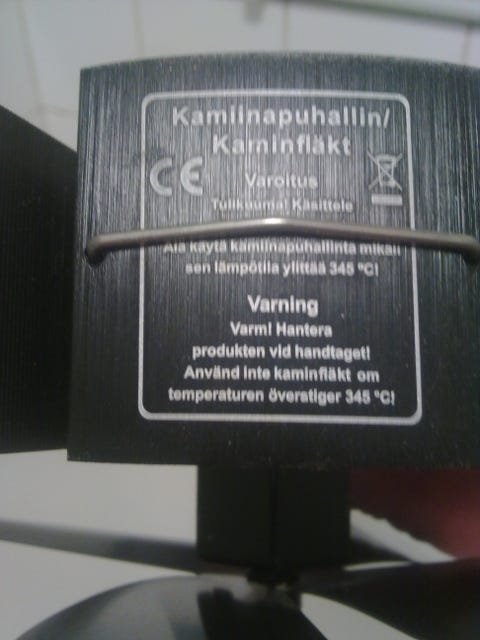 Kamiinapuhallin/
Kaminfläkt
CE
Varoitus
Tulikuuma! Käsittele
Älä käytä kamiinapuhallinta mikäli
sen lämpötila ylittää 345 °C!
Varning
Varm! Hantera
produkten vid handtaget!
Använd inte kaminfläkt om
temperaturen överstiger 345 °C!